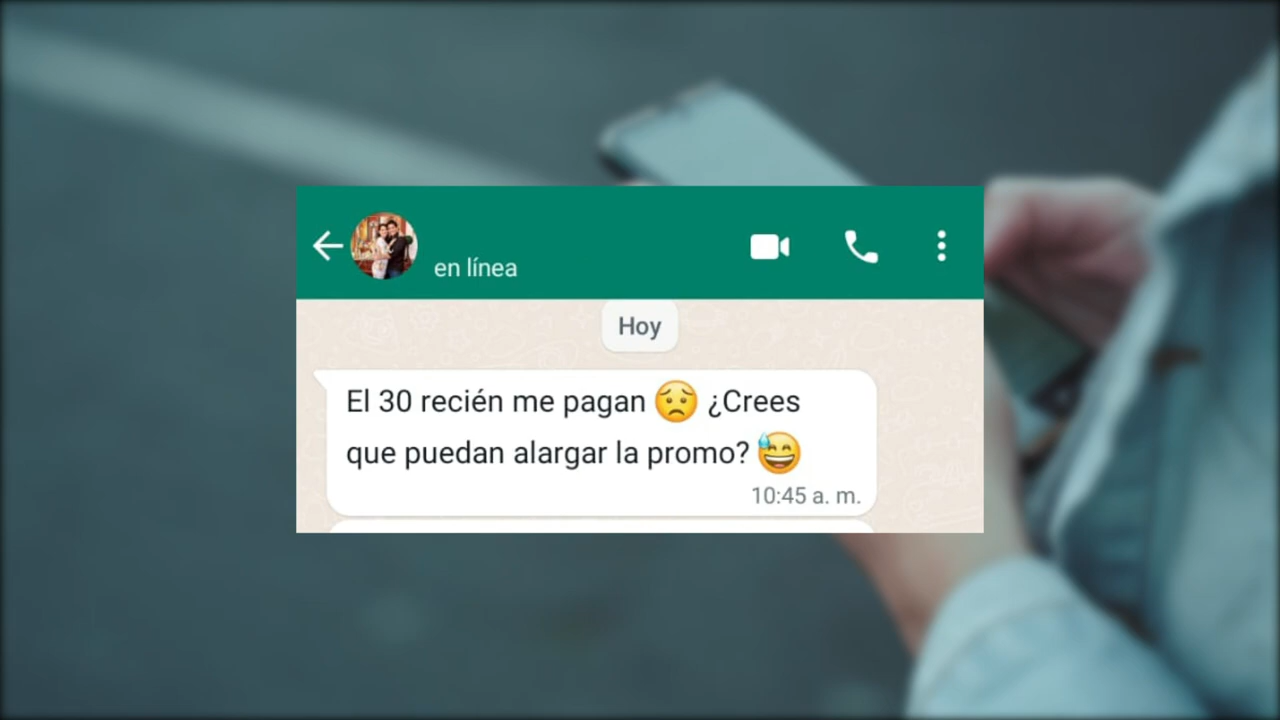 en línea
Hoy
El 30 recién me pagan 😟 ¿Crees
que puedan alargar la promo? 😅
10:45 a. m.